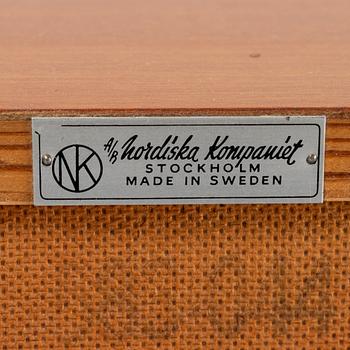 NK
A/B Nordiska Kompaniet
STOCKHOLM
MADE IN SWEDEN